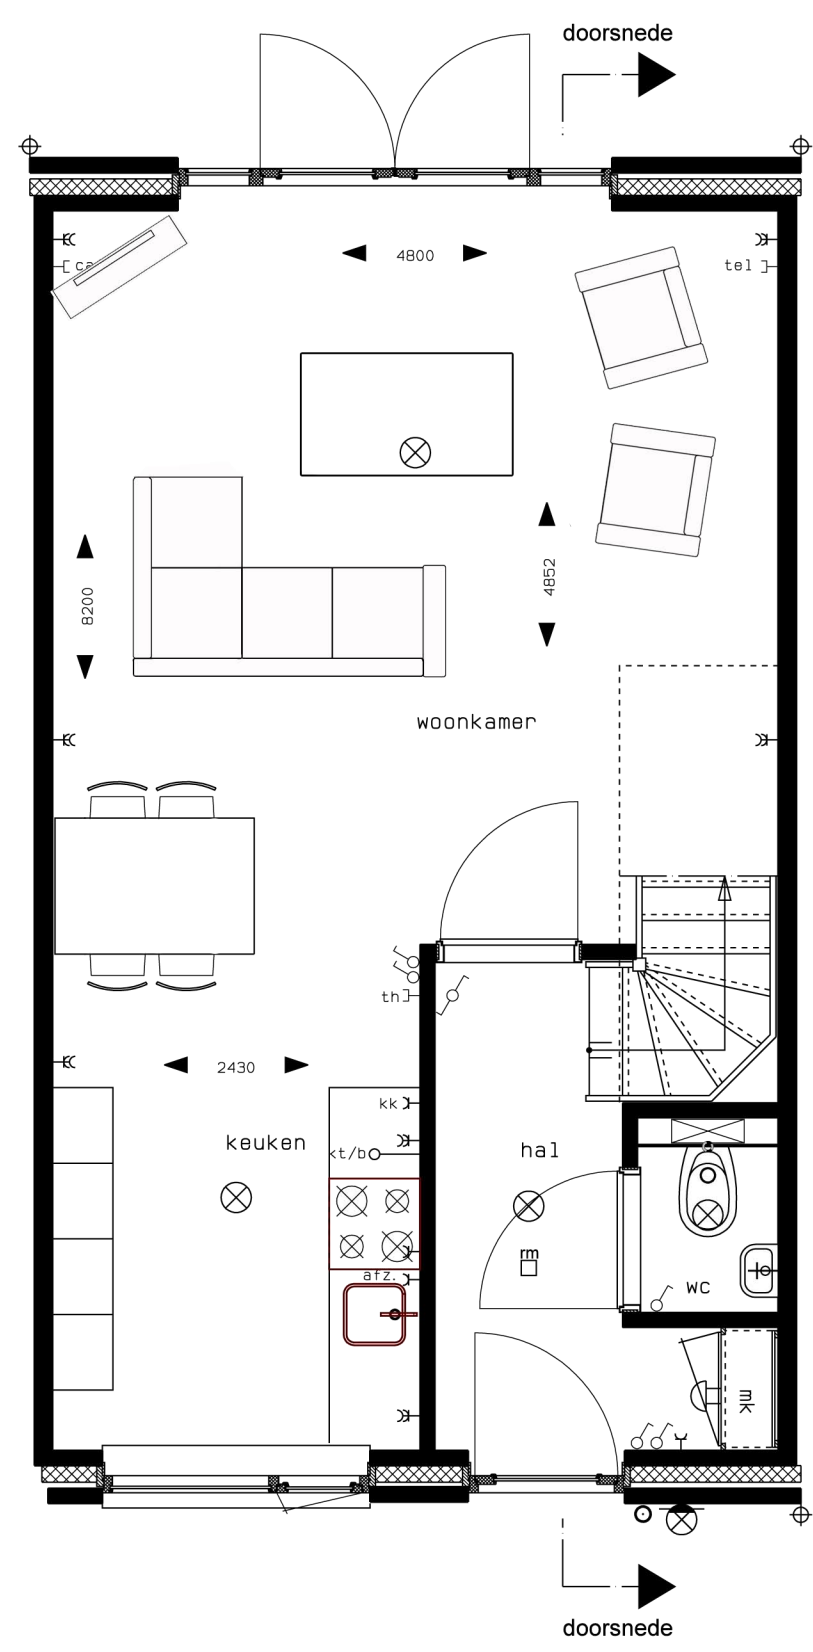 doorsnede
4800
ca
tel
4852
8200
woonkamer
th
2430
kk
keuken
kt/b
hal
rm
afz.
wc
mk
doorsnede